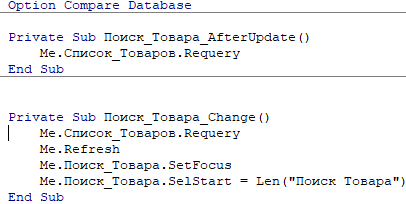 Option Compare Database
Private Sub Поиск_Товара_AfterUpdate()
Me.Список_Товаров.Requery
End Sub
Private Sub Поиск_Товара_Change()
Me.Список_Товаров.Requery
Me.Refresh
Me.Поиск_Товара.SetFocus
Me.Поиск_Товара.SelStart = Len("Поиск Товара")
End Sub